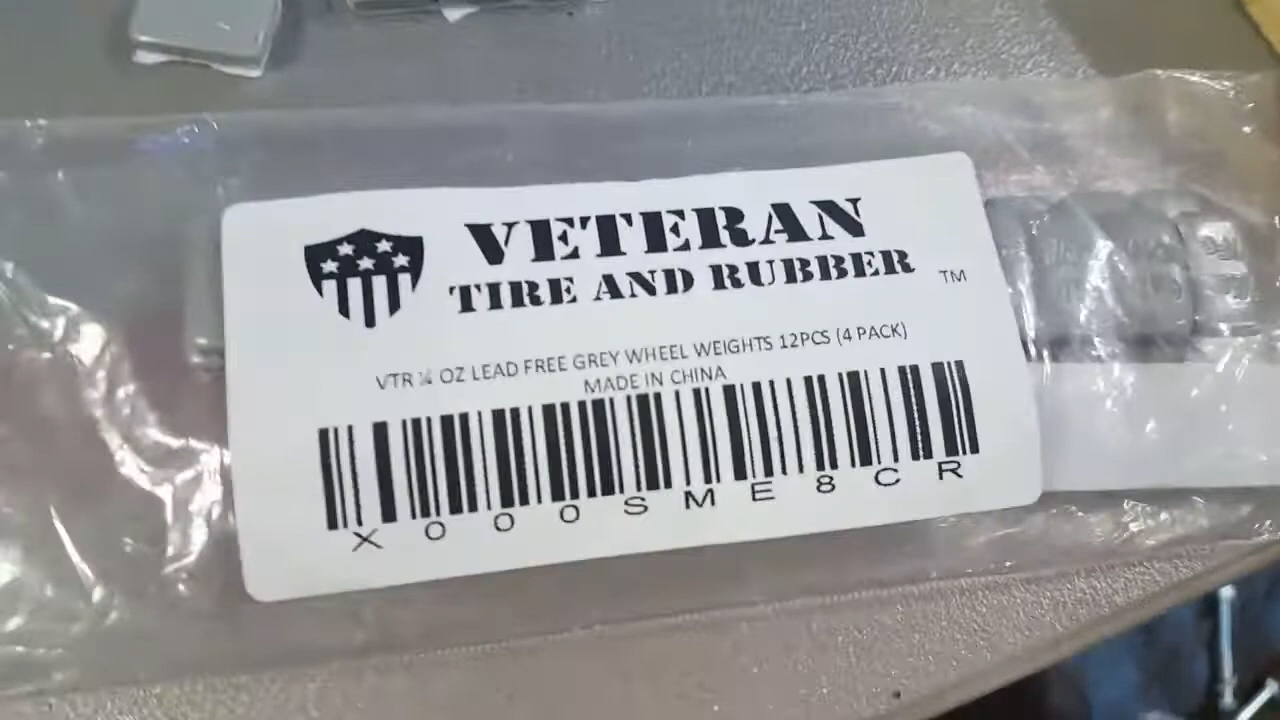 VETERAN
TIRE AND RUBBER
TM
VTR ¼ OZ LEAD FREE GREY WHEEL WEIGHTS 12PCS (4 PACK)
MADE IN CHINA
X000SME8CR